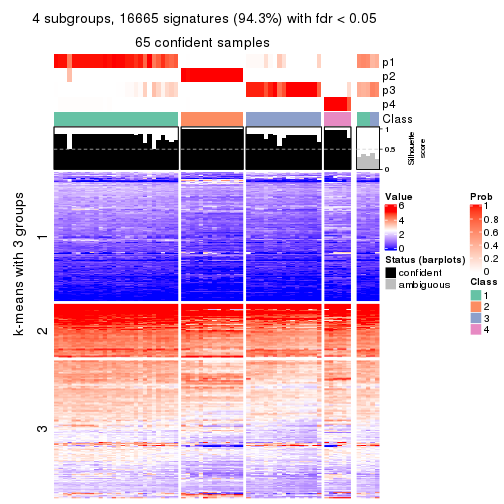 4 subgroups, 16665 signatures (94.3%) with fdr < 0.05
65 confident samples
p1
p2
p3
p4
Class
1
0.5
0
Silhouette
score
k-means with 3 groups
1
2
3
Value
6
4
2
0
Status (barplots)
confident
ambiguous
Prob
1
0.8
0.6
0.4
0.2
0
Class
1
2
3
4